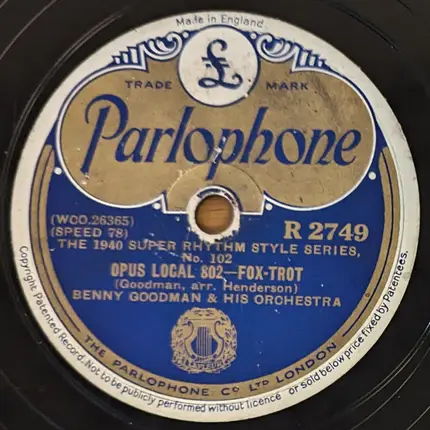 Made in England
£
TRADE MARK
Parlophone
(WCO.26365)
(SPEED 78)
R 2749
THE 1940 SUPER RHYTHM STYLE SERIES,
No. 102
OPUS LOCAL 802—FOX-TROT
(Goodman, arr. Henderson)
BENNY GOODMAN & HIS ORCHESTRA
THE PARLOPHONE Co LTD LONDON
Copyright Patented Record. Not to be publicly performed without licence or sold below price fixed by Patentees.